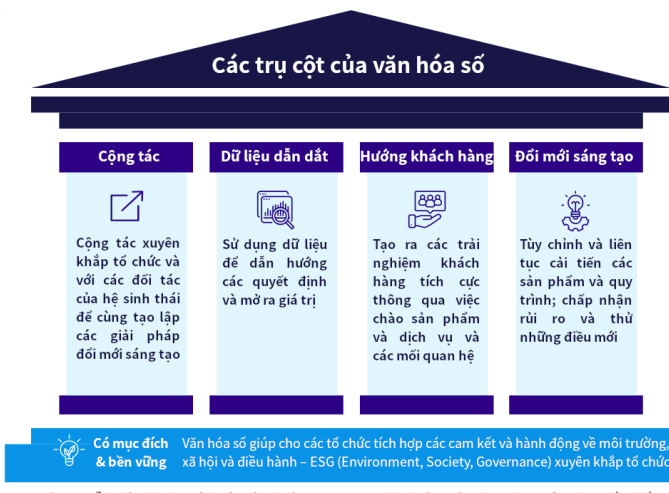 Các trụ cột của văn hóa số
Cộng tác
Cộng tác xuyên
khắp tổ chức và
với các đối tác
của hệ sinh thái
để cùng tạo lập
các giải pháp
đổi mới sáng tạo
Dữ liệu dẫn dắt
Sử dụng dữ liệu
để dẫn hướng
các quyết định
và mở ra giá trị
Hướng khách hàng
Tạo ra các trải
nghiệm khách
hàng tích cực
thông qua việc
chào sản phẩm
và dịch vụ và
các mối quan hệ
Đổi mới sáng tạo
Tùy chỉnh và liên
tục cải tiến các
sản phẩm và quy
trình; chấp nhận
rủi ro và thử
những điều mới
Có mục đích
& bền vững
Văn hóa số giúp cho các tổ chức tích hợp các cam kết và hành động về môi trường,
xã hội và điều hành – ESG (Environment, Society, Governance) xuyên khắp tổ chức